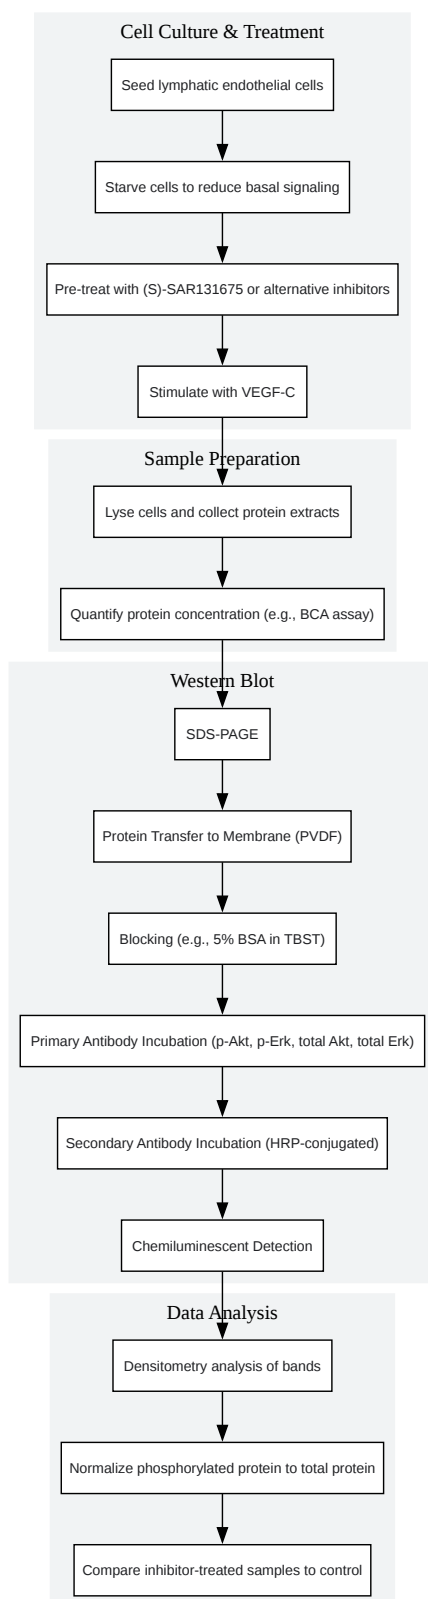 Cell Culture & Treatment
Seed lymphatic endothelial cells
Starve cells to reduce basal signaling
Pre-treat with (S)-SAR131675 or alternative inhibitors
Stimulate with VEGF-C
Sample Preparation
Lyse cells and collect protein extracts
Quantify protein concentration (e.g., BCA assay)
Western Blot
SDS-PAGE
Protein Transfer to Membrane (PVDF)
Blocking (e.g., 5% BSA in TBST)
Primary Antibody Incubation (p-Akt, p-Erk, total Akt, total Erk)
Secondary Antibody Incubation (HRP-conjugated)
Chemiluminescent Detection
Data Analysis
Densitometry analysis of bands
Normalize phosphorylated protein to total protein
Compare inhibitor-treated samples to control